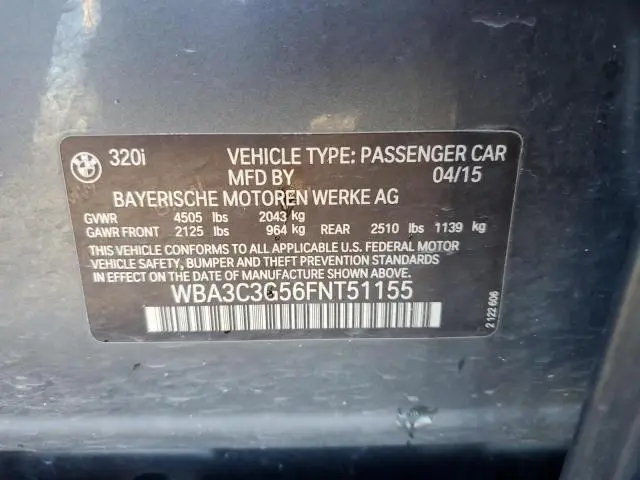 BMW 320i VEHICLE TYPE: PASSENGER CAR
MFD BY 04/15
BAYERISCHE MOTOREN WERKE AG
GVWR 4505 lbs 2043 kg
GAWR FRONT 2125 lbs 964 kg REAR 2510 lbs 1139 kg
THIS VEHICLE CONFORMS TO ALL APPLICABLE U.S. FEDERAL MOTOR
VEHICLE SAFETY, BUMPER AND THEFT PREVENTION STANDARDS
IN EFFECT ON THE DATE OF MANUFACTURE SHOWN ABOVE.
WBA3C3G56FNT51155
2 122 606